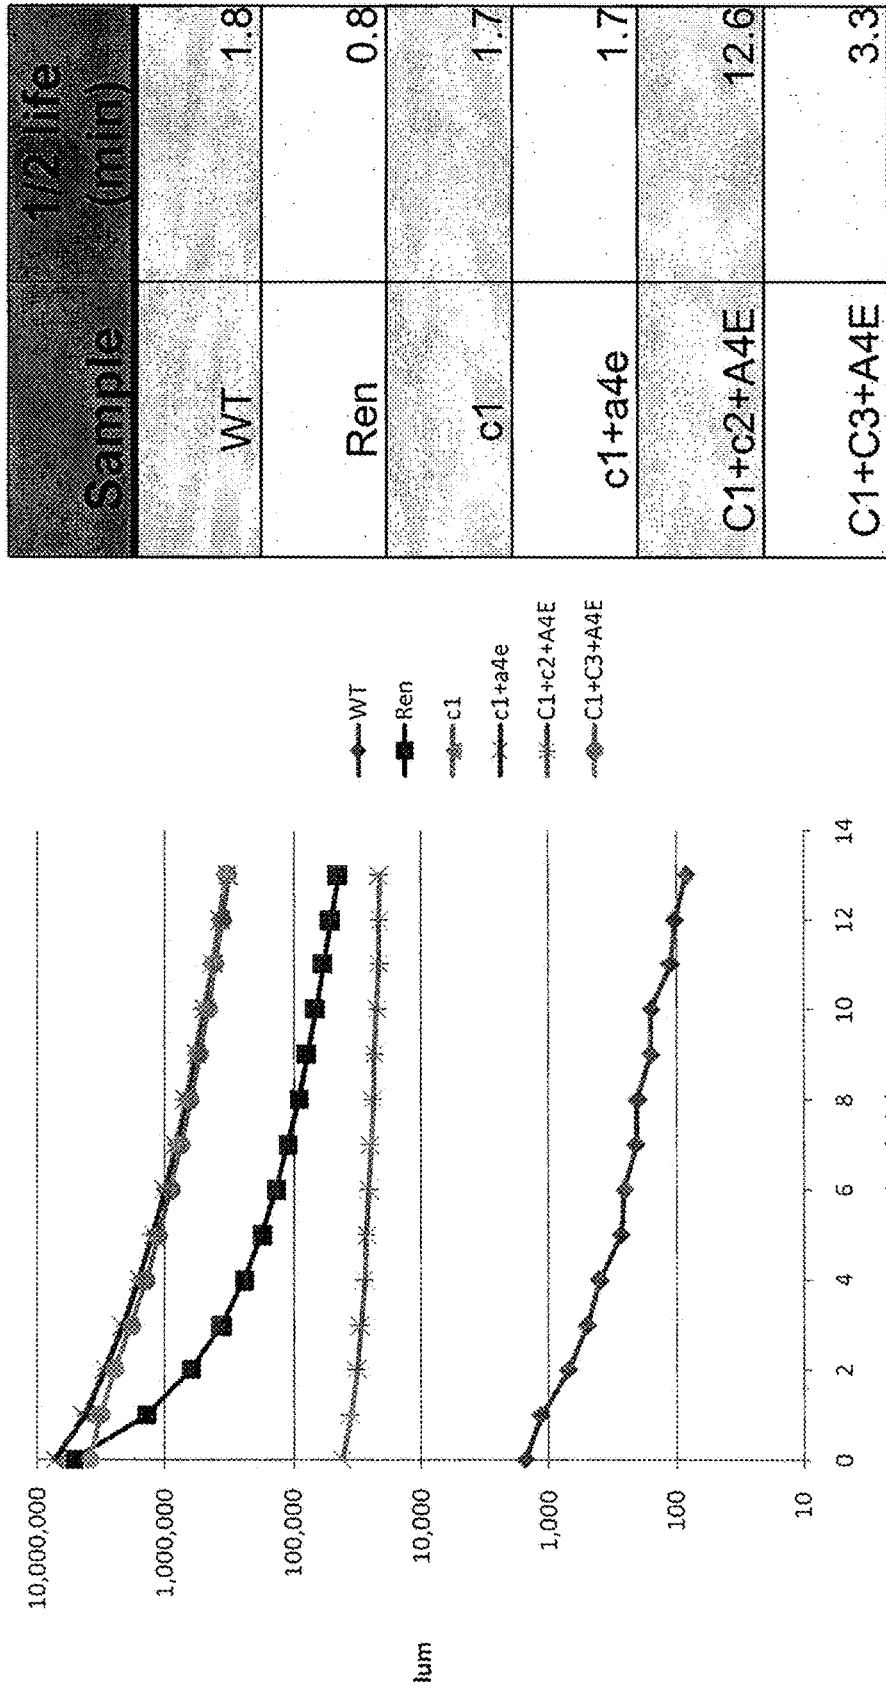 10,000,000
1,000,000
100,000
10,000
1,000
100
10
lum
0 2 4 6 8 10 12 14
WT
Ren
c1
c1+a4e
C1+c2+A4E
C1+C3+A4E
Sample 1/2 life (min)
WT 1.8
Ren 0.8
c1 1.7
c1+a4e 1.7
C1+c2+A4E 12.6
C1+C3+A4E 3.3